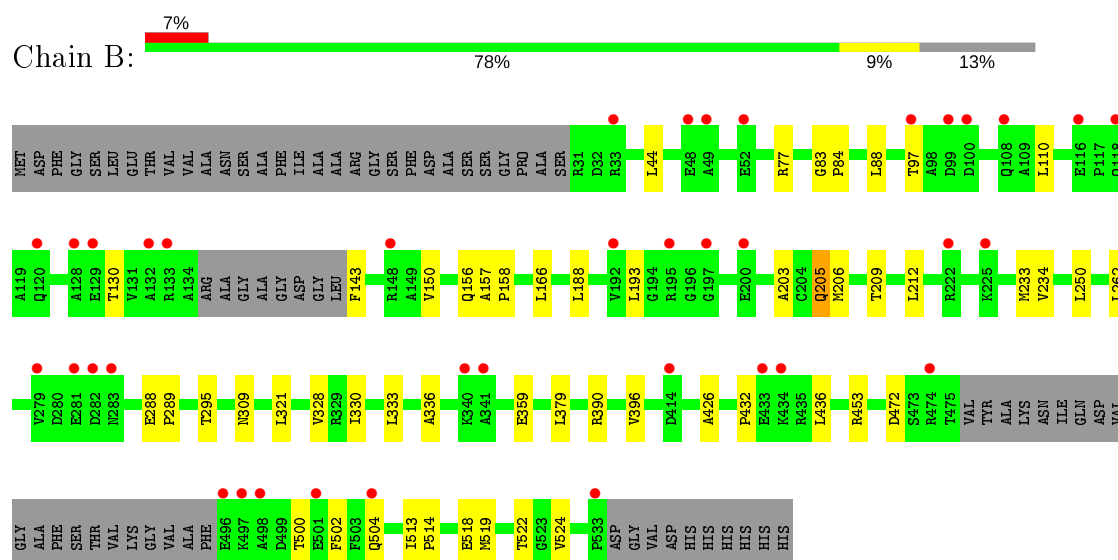 7%
Chain B:
78% 9% 13%
MET ASP PHE GLY SER LEU GLU THR VAL VAL ALA ASN SER ALA PHE ILE ALA ALA ARG GLY SER PHE ASP ALA SER SER GLY PRO ALA SER R31 D32 R33 L44 E48 A49 E52 R77 G83 P84 L88 T97 A98 D99 D100 Q108 A109 L110 E116 P117 Q118
A119 Q120 A128 E129 T130 V131 A132 R133 A134 ARG ALA GLY ALA GLY ASP GLY LEU F143 R148 A149 V150 Q156 A157 P158 L166 L188 V192 L193 G194 R195 G196 G197 E200 A203 C204 Q205 M206 T209 L212 R222 K225 M233 V234 L250 L262
V279 D280 E281 D282 N283 E288 P289 T295 N309 L321 V328 R329 I330 L333 A336 K340 A341 E359 L379 R390 V396 D414 A426 P432 E433 K434 R435 L436 R453 D472 S473 R474 T475 VAL TYR ALA LYS ASN ILE GLN ASP VAL
GLY ALA PHE SER THR VAL LYS GLY VAL ALA PHE E496 K497 A498 D499 T500 E501 F502 F503 Q504 I513 P514 E518 M519 T522 G523 V524 P533 ASP GLY VAL ASP HIS HIS HIS HIS HIS HIS